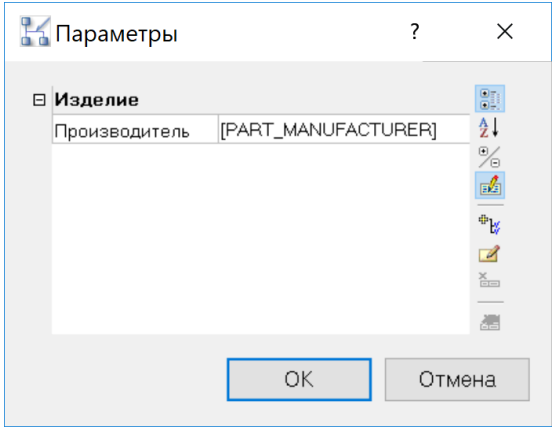 Параметры
?
Изделие
Производитель [PART_MANUFACTURER]
OK
Отмена